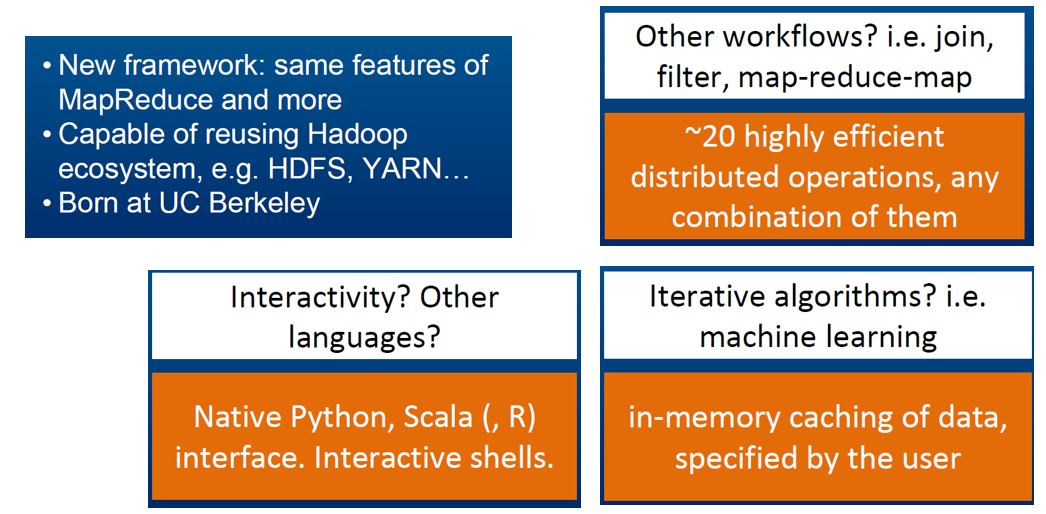 • New framework: same features of
MapReduce and more
• Capable of reusing Hadoop
ecosystem, e.g. HDFS, YARN…
• Born at UC Berkeley
Other workflows? i.e. join,
filter, map-reduce-map
~20 highly efficient
distributed operations, any
combination of them
Interactivity? Other
languages?
Native Python, Scala (, R)
interface. Interactive shells.
Iterative algorithms? i.e.
machine learning
in-memory caching of data,
specified by the user